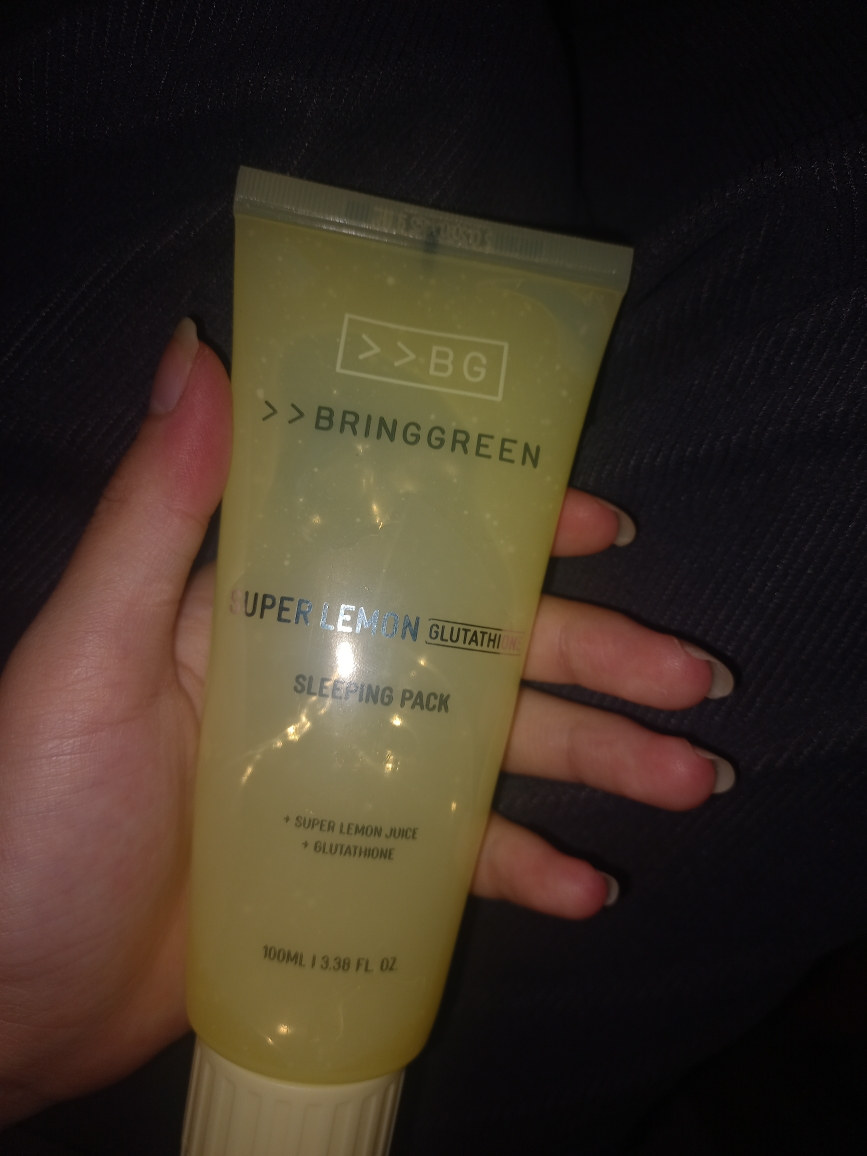 >>BG
>>BRINGGREEN
SUPER LEMON GLUTATHIONE
SLEEPING PACK
+ SUPER LEMON JUICE
+ GLUTATHIONE
100ML | 3.38 FL OZ.